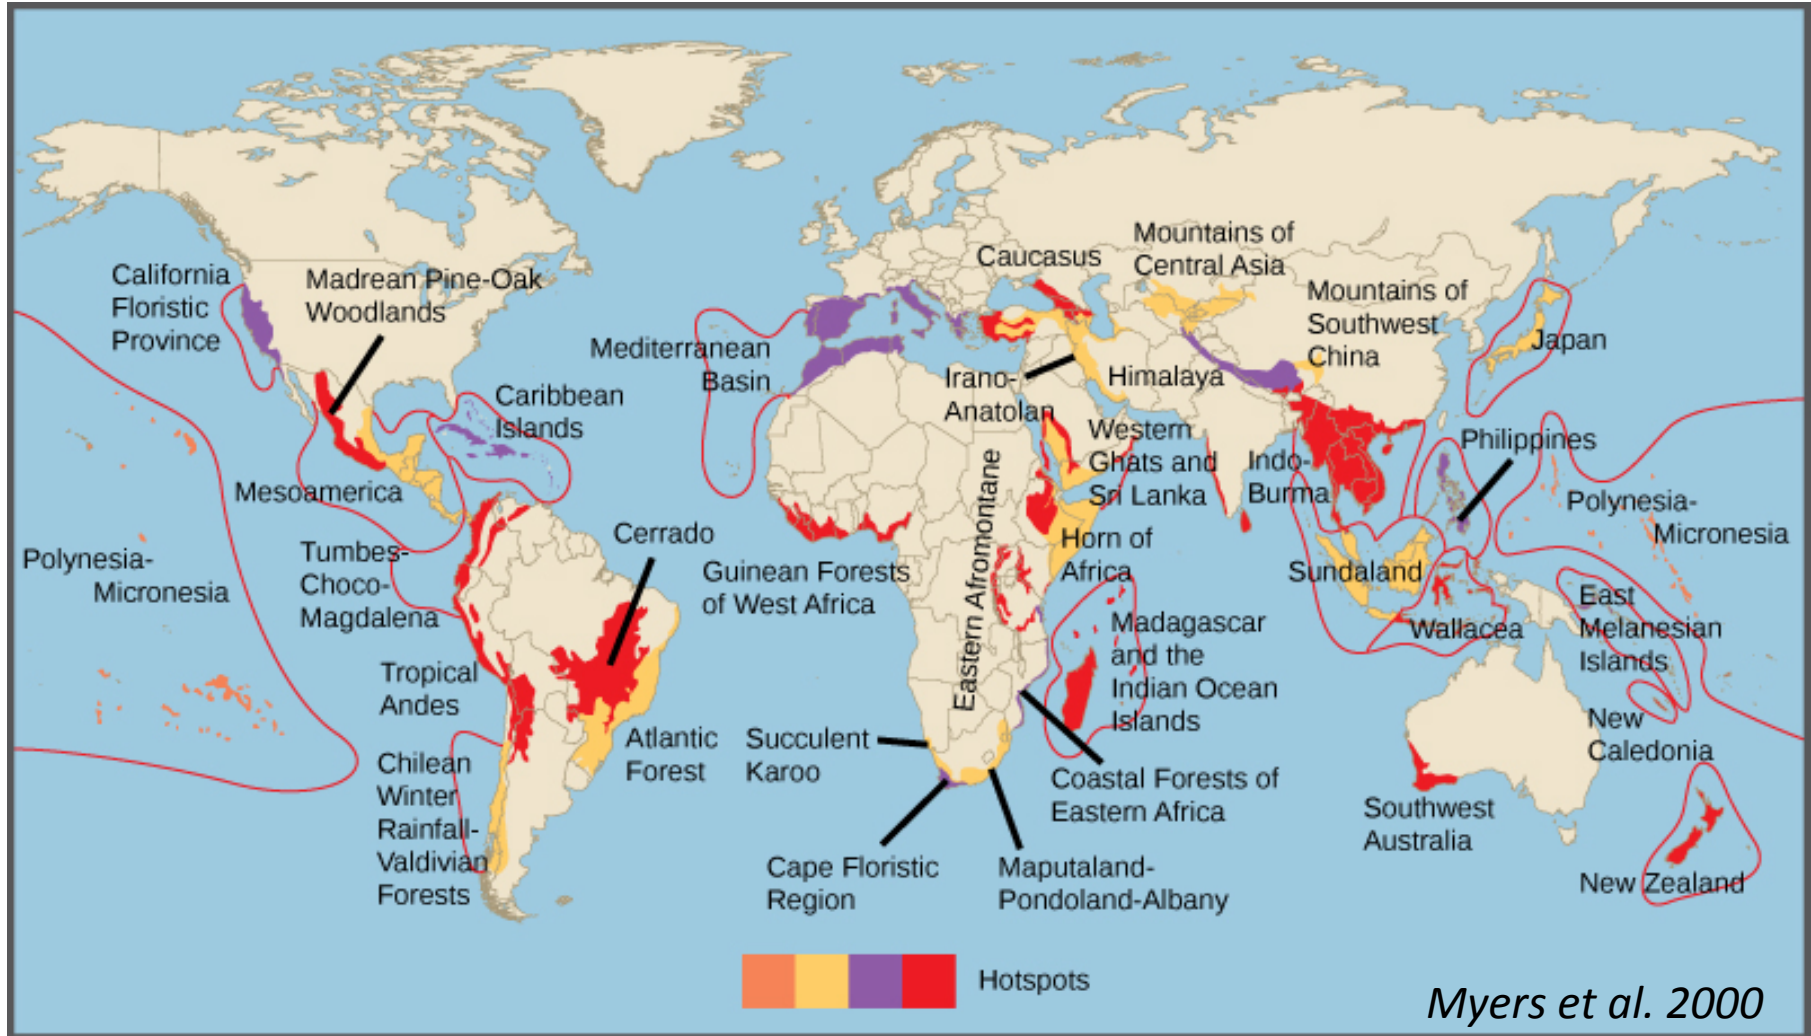 California
Floristic
Province
Madrean Pine-Oak
Woodlands
Caribbean
Islands
Mesoamerica
Polynesia-
Micronesia
Tumbes-
Choco-
Magdalena
Cerrado
Tropical
Andes
Atlantic
Forest
Chilean
Winter
Rainfall-
Valdivian
Forests
Mediterranean
Basin
Caucasus
Mountains of
Central Asia
Mountains of
Southwest
China
Japan
Irano-
Anatolan
Himalaya
Western
Ghats and
Sri Lanka
Indo-
Burma
Philippines
Polynesia-
Micronesia
Eastern Afromontane
Horn of
Africa
Guinean Forests
of West Africa
Sundaland
Wallacea
East
Melanesian
Islands
Madagascar
and the
Indian Ocean
Islands
Succulent
Karoo
Coastal Forests of
Eastern Africa
Cape Floristic
Region
Maputaland-
Pondoland-Albany
New
Caledonia
Southwest
Australia
New Zealand
Hotspots
Myers et al. 2000